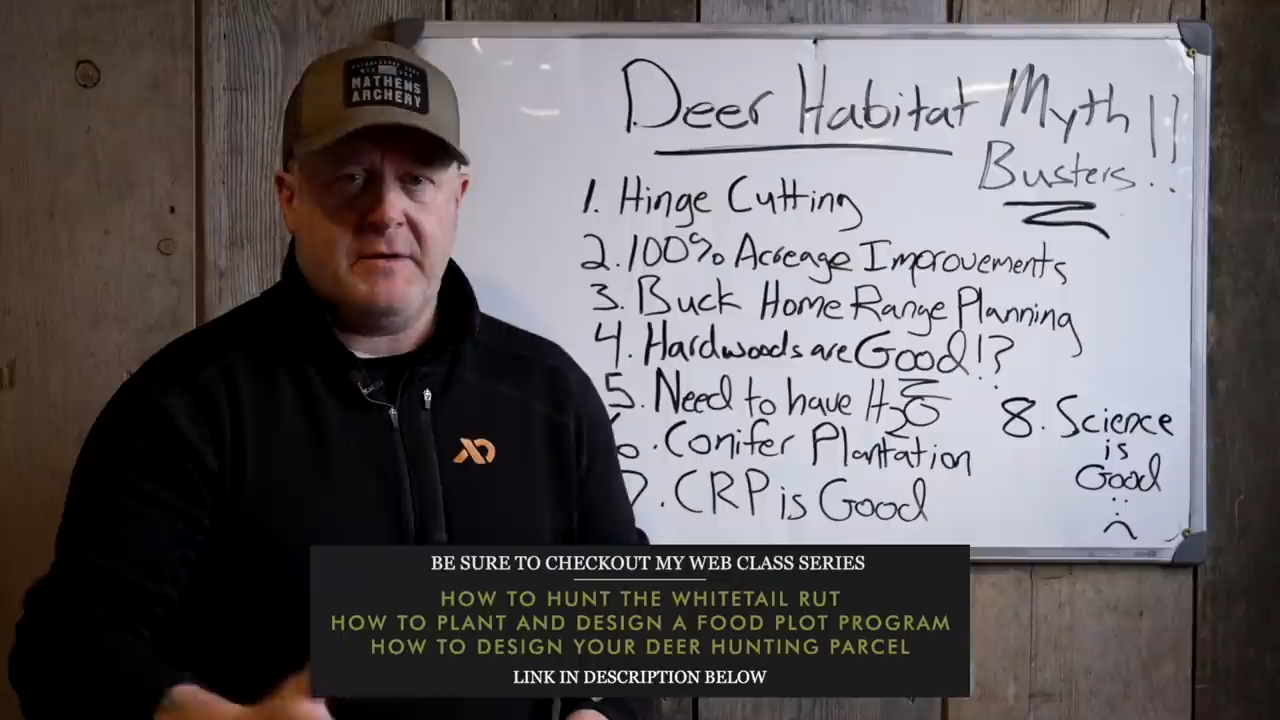 MATHEWS
ARCHERY
Deer Habitat Myth
Busters..!!
1. Hinge Cutting
2. 100% Acreage Improvements
3. Buck Home Range Planning
4. Hardwoods are Good!?
5. Need to have H2O
6. Conifer Plantation
7. CRP is Good
8. Science
is
Good
BE SURE TO CHECKOUT MY WEB CLASS SERIES
HOW TO HUNT THE WHITETAIL RUT
HOW TO PLANT AND DESIGN A FOOD PLOT PROGRAM
HOW TO DESIGN YOUR DEER HUNTING PARCEL
LINK IN DESCRIPTION BELOW